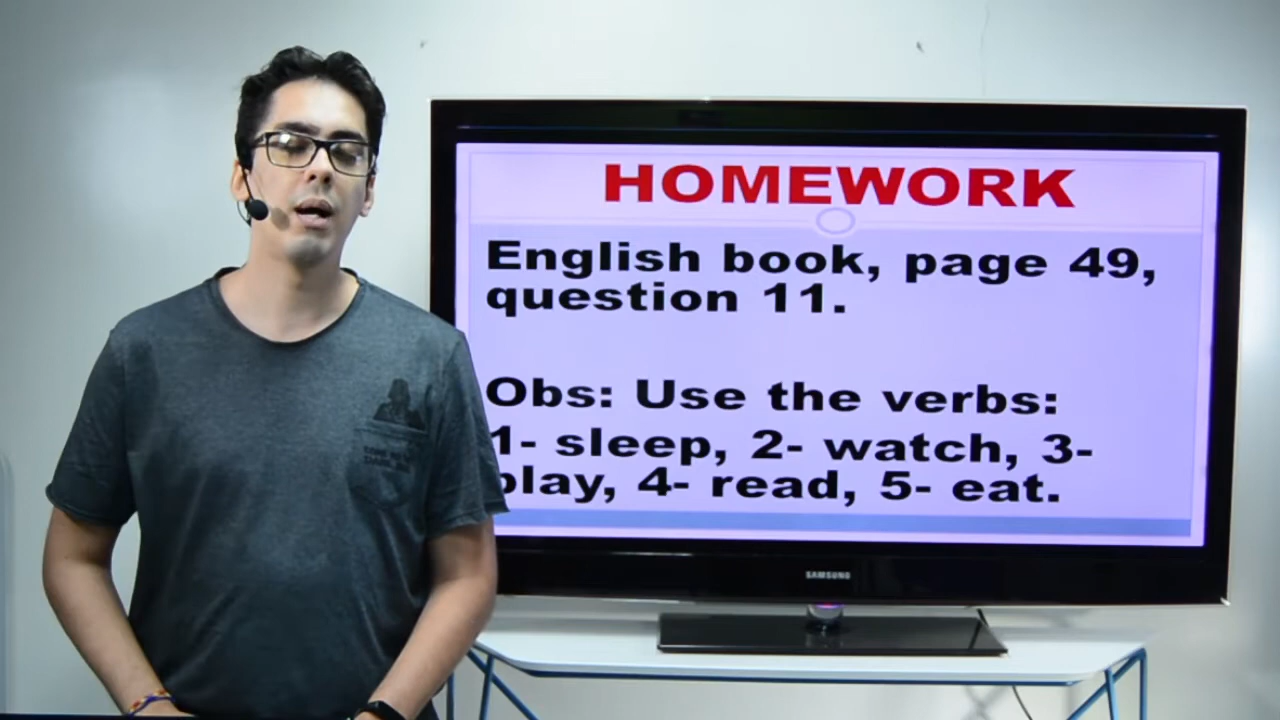 HOMEWORK
English book, page 49,
question 11.
Obs: Use the verbs:
1- sleep, 2- watch, 3-
play, 4- read, 5- eat.
SAMSUNG